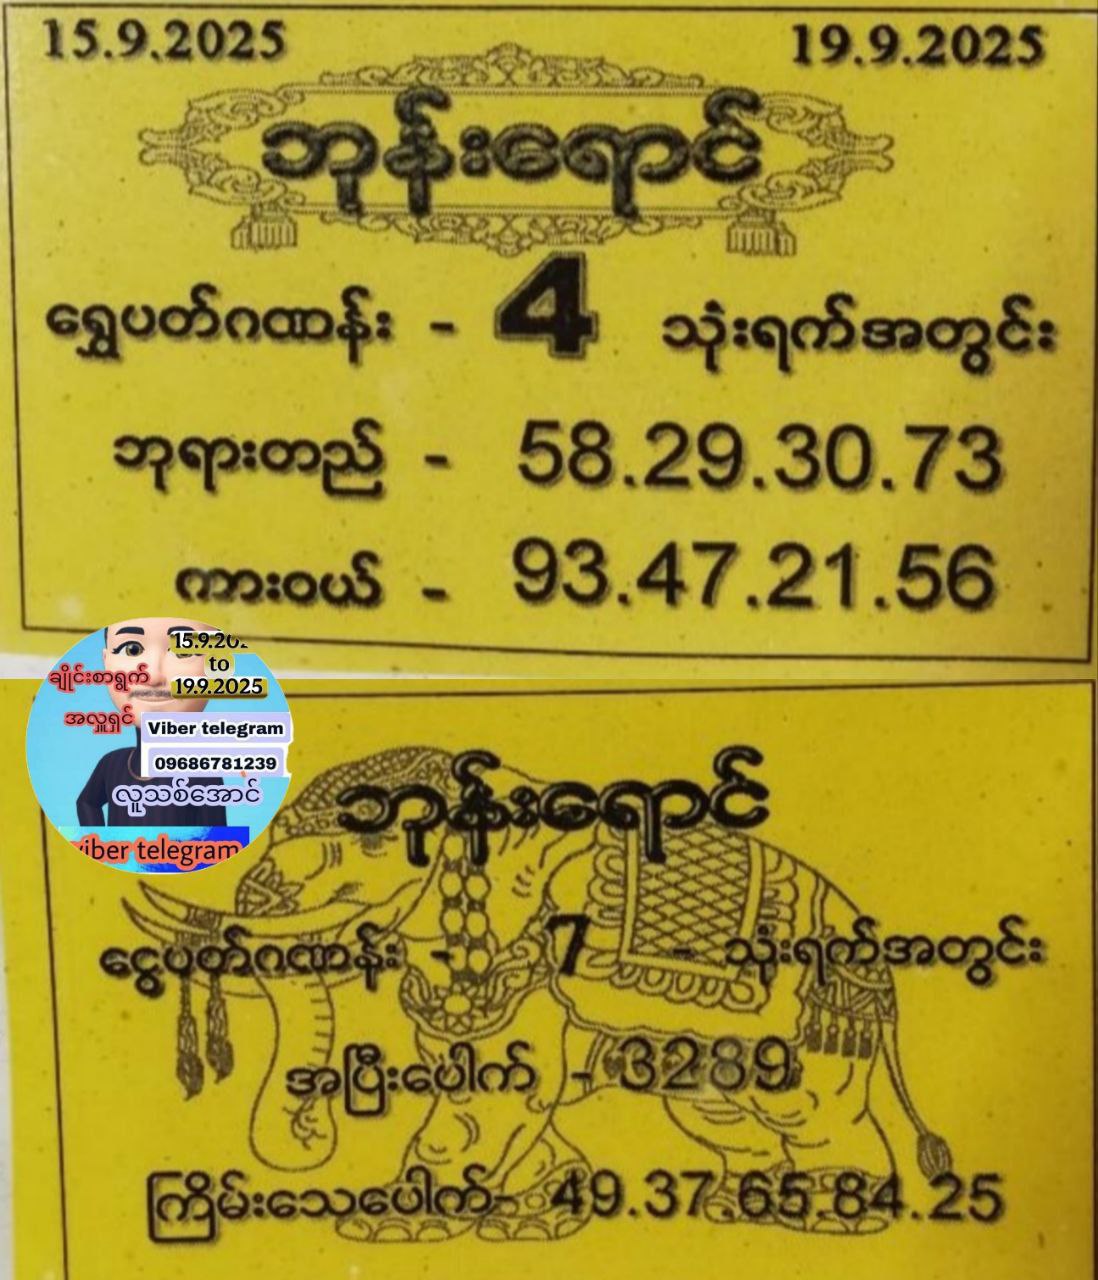 15.9.2025 19.9.2025
ဘုန်းရောင်
ရွှေပတ်ဂဏန်း - 4 သုံးရက်အတွင်း
ဘုရားတည် - 58.29.30.73
ကားဝယ် - 93.47.21.56
15.9.20
to
ချိုင်းစာရွက်
19.9.2025
အလှူရှင်
Viber telegram
09686781239
လူသစ်အောင်
viber telegram
ဘုန်းရောင်
ငွေပတ်ဂဏန်း - 7 - သုံးရက်အတွင်း
အပြီးပေါက် - 3289
ကြိမ်းသေပေါက်- 49.37.65.84.25